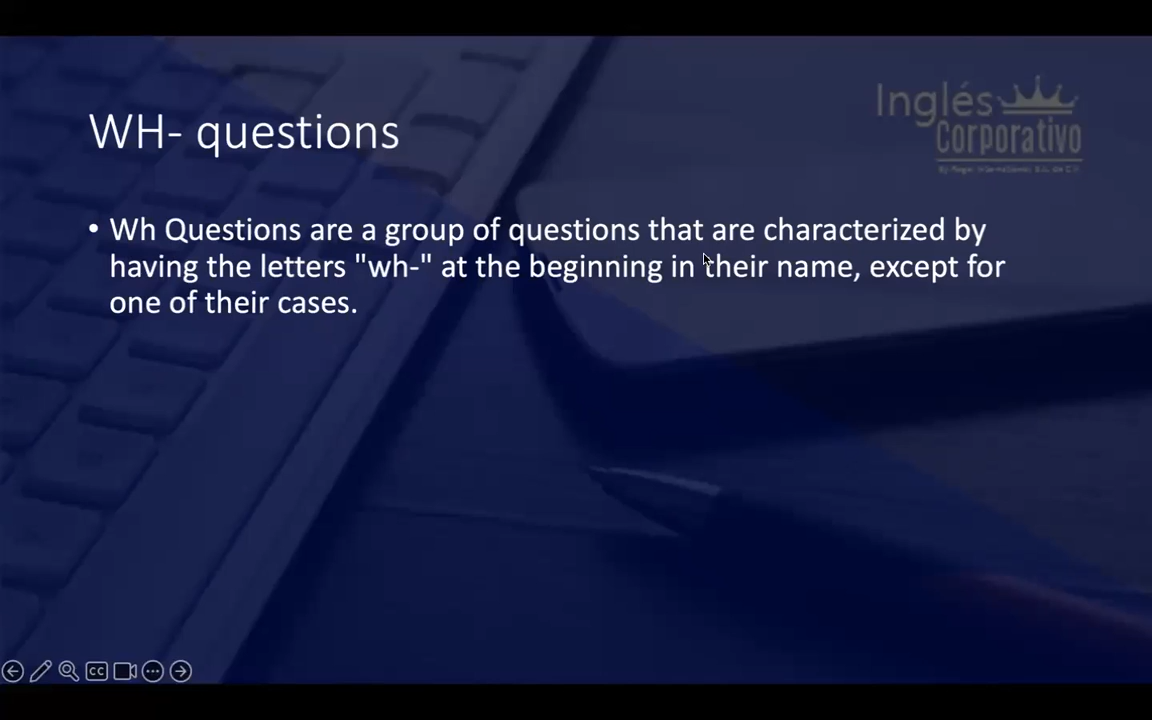 Inglés
Corporativo
WH- questions
• Wh Questions are a group of questions that are characterized by
having the letters "wh-" at the beginning in their name, except for
one of their cases.
CC